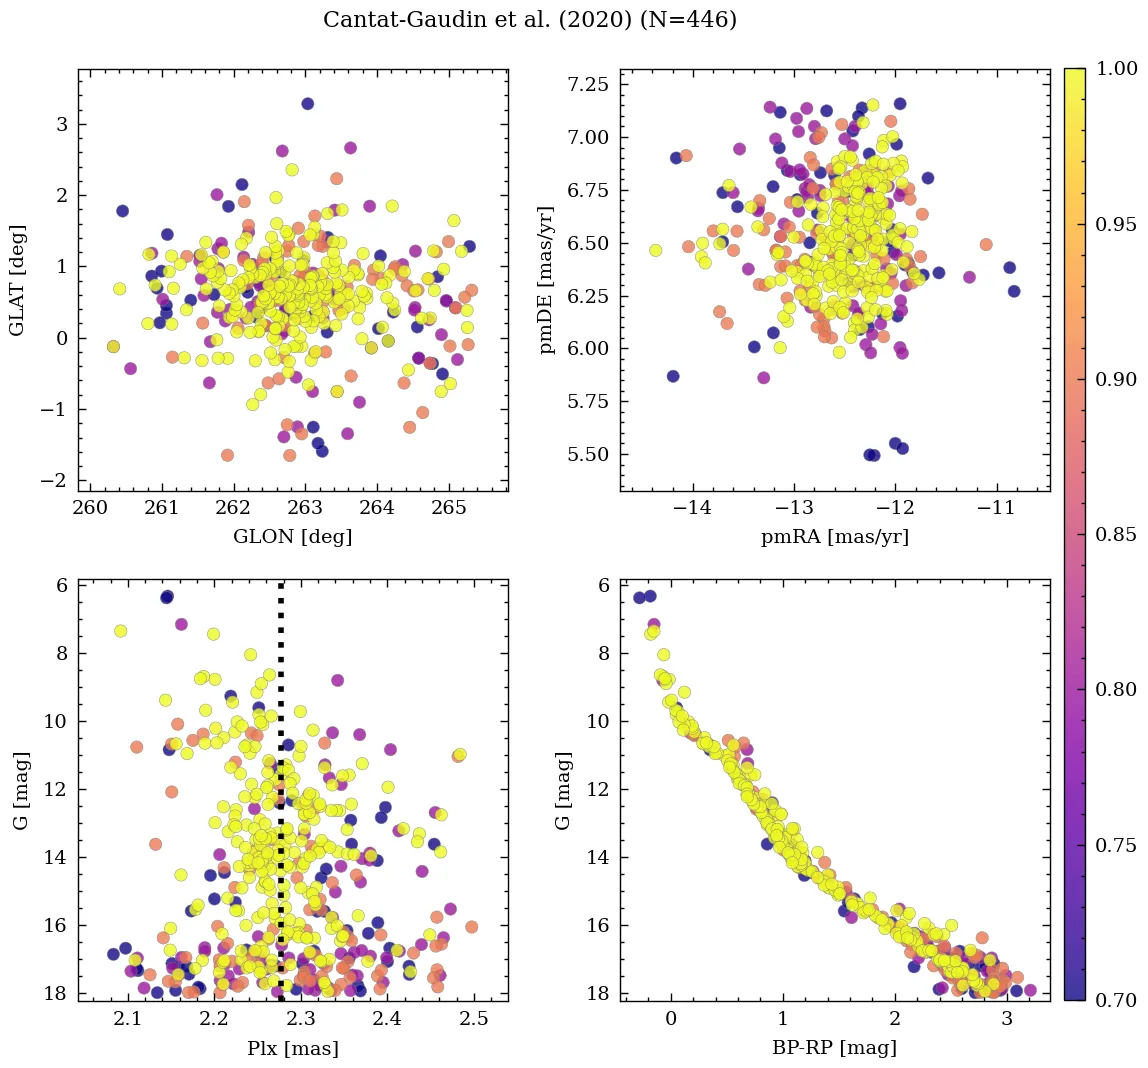 Cantat-Gaudin et al. (2020) (N=446)
GLAT [deg]
3
2
1
0
−1
−2
260 261 262 263 264 265
GLON [deg]
pmDE [mas/yr]
7.25
7.00
6.75
6.50
6.25
6.00
5.75
5.50
−14 −13 −12 −11
pmRA [mas/yr]
G [mag]
6
8
10
12
14
16
18
2.1 2.2 2.3 2.4 2.5
Plx [mas]
G [mag]
6
8
10
12
14
16
18
0 1 2 3
BP-RP [mag]
1.00
0.95
0.90
0.85
0.80
0.75
0.70